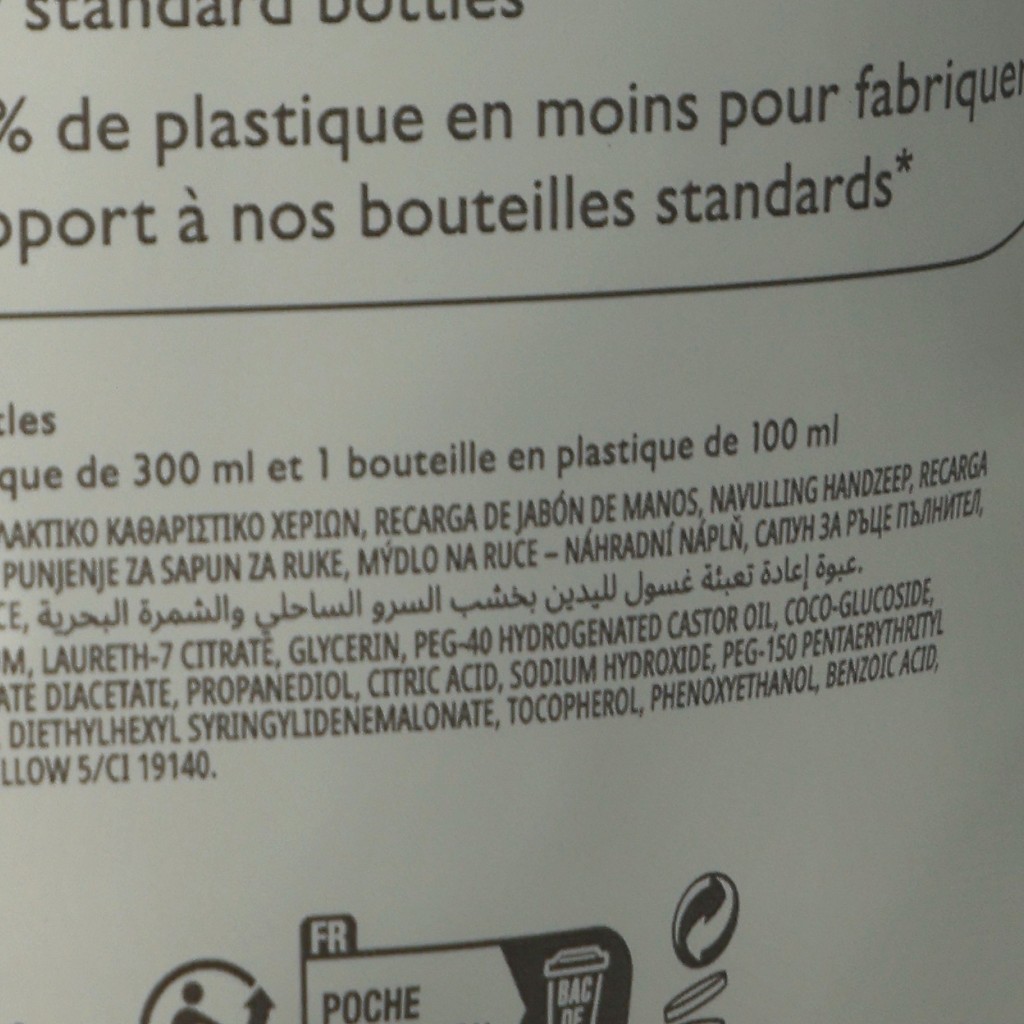 standard bottles
% de plastique en moins pour fabriquer
pport à nos bouteilles standards*
tles
que de 300 ml et 1 bouteille en plastique de 100 ml
ΛΑΚΤΙΚΟ ΚΑΘΑΡΙΣΤΙΚΟ ΧΕΡΙΩΝ, RECARGA DE JABÓN DE MANOS, NAVULLING HANDZEEP, RECARGA
PUNJENJE ZA SAPUN ZA RUKE, MÝDLO NA RUCE – NÁHRADNÍ NÁPLŇ, САПУН ЗА РЪЦЕ ПЪЛНИТЕЛ,
CE, عبوة إعادة تعبئة غسول لليدين بخشب السرو الساحلي والشمرة البحرية.
M, LAURETH-7 CITRATE, GLYCERIN, PEG-40 HYDROGENATED CASTOR OIL, COCO-GLUCOSIDE,
ATE DIACETATE, PROPANEDIOL, CITRIC ACID, SODIUM HYDROXIDE, PEG-150 PENTAERYTHRITYL
DIETHYLHEXYL SYRINGYLIDENEMALONATE, TOCOPHEROL, PHENOXYETHANOL, BENZOIC ACID,
LLOW 5/CI 19140.
FR
POCHE
BAC
DE